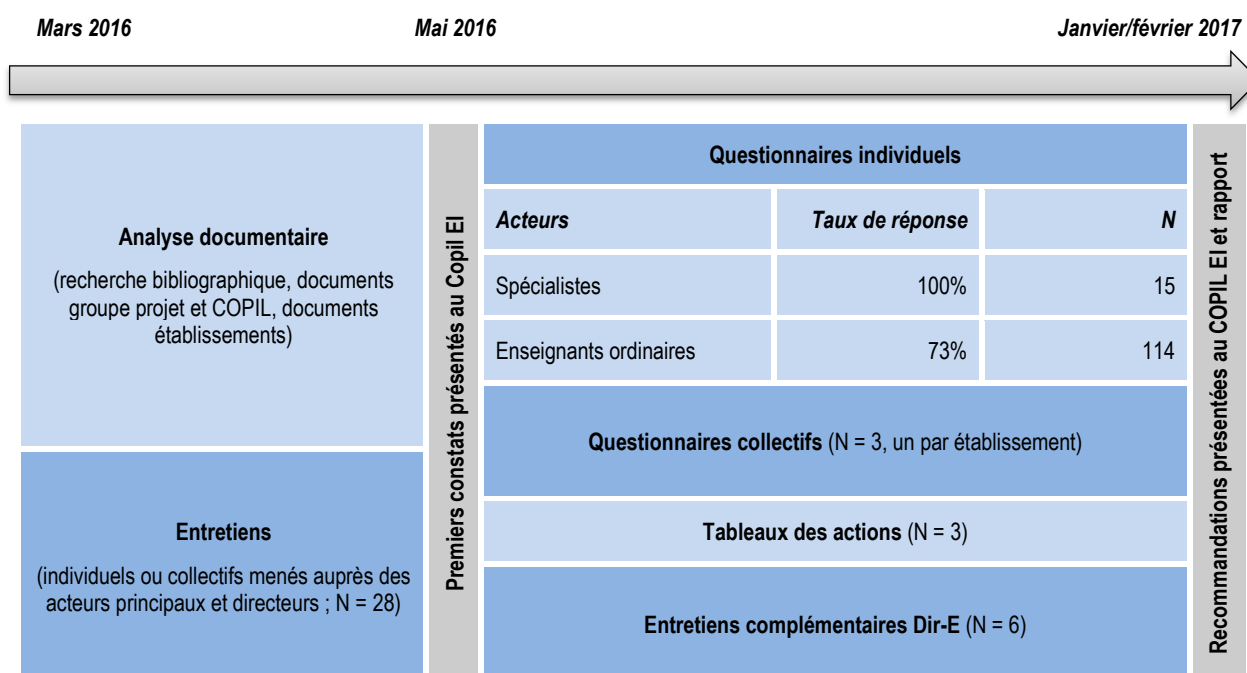 Mars 2016
Mai 2016
Janvier/février 2017
Analyse documentaire
(recherche bibliographique, documents
groupe projet et COPIL, documents
établissements)
Entretiens
(individuels ou collectifs menés auprès des
acteurs principaux et directeurs ; N = 28)
Premiers constats présentés au Copil EI
Questionnaires individuels
Acteurs Taux de réponse N
Spécialistes 100% 15
Enseignants ordinaires 73% 114
Questionnaires collectifs (N = 3, un par établissement)
Tableaux des actions (N = 3)
Entretiens complémentaires Dir-E (N = 6)
Recommandations présentées au COPIL EI et rapport